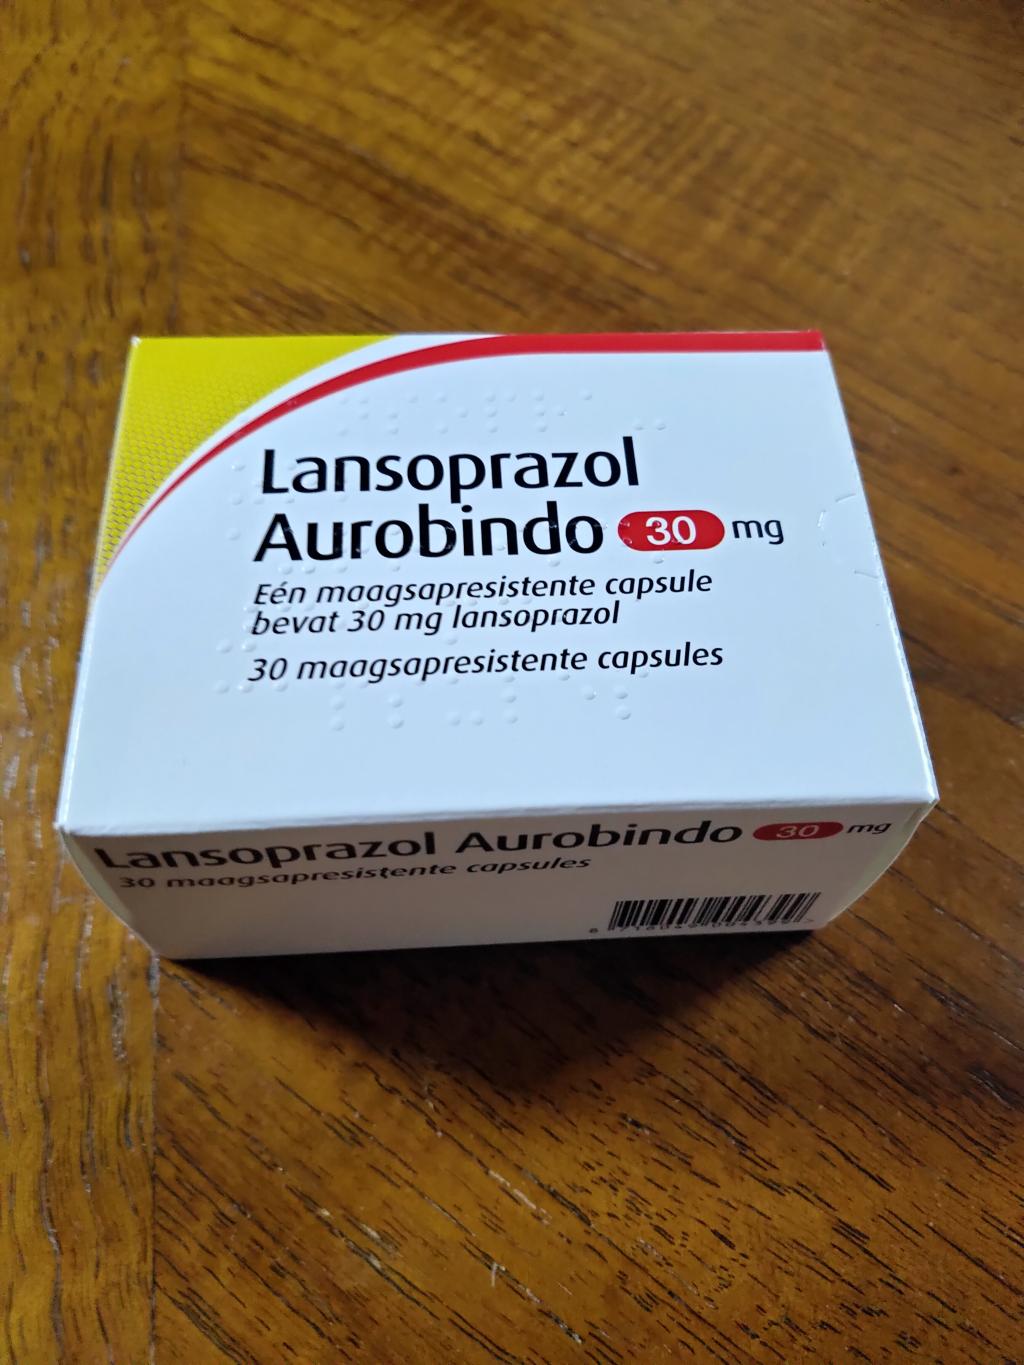 Lansoprazol
Aurobindo 30 mg
Eén maagsapresistente capsule
bevat 30 mg lansoprazol
30 maagsapresistente capsules
Lansoprazol Aurobindo 30 mg
30 maagsapresistente capsules